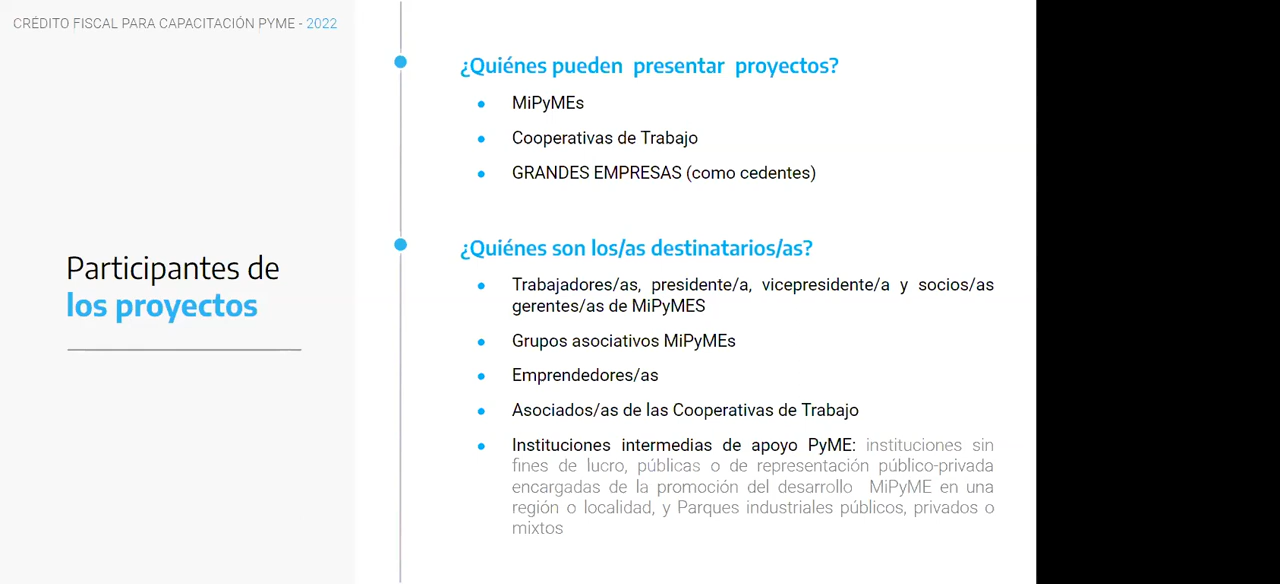 CRÉDITO FISCAL PARA CAPACITACIÓN PYME - 2022
Participantes de
los proyectos
¿Quiénes pueden presentar proyectos?
• MiPyMEs
• Cooperativas de Trabajo
• GRANDES EMPRESAS (como cedentes)
¿Quiénes son los/as destinatarios/as?
• Trabajadores/as, presidente/a, vicepresidente/a y socios/as
gerentes/as de MiPyMES
• Grupos asociativos MiPyMEs
• Emprendedores/as
• Asociados/as de las Cooperativas de Trabajo
• Instituciones intermedias de apoyo PyME: instituciones sin
fines de lucro, públicas o de representación público-privada
encargadas de la promoción del desarrollo MiPyME en una
región o localidad, y Parques industriales públicos, privados o
mixtos